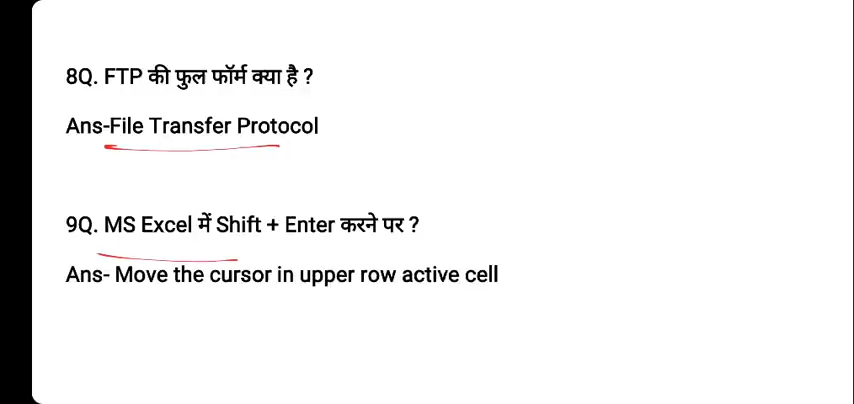 8Q. FTP की फुल फॉर्म क्या है ?
Ans-File Transfer Protocol
9Q. MS Excel में Shift + Enter करने पर ?
Ans- Move the cursor in upper row active cell